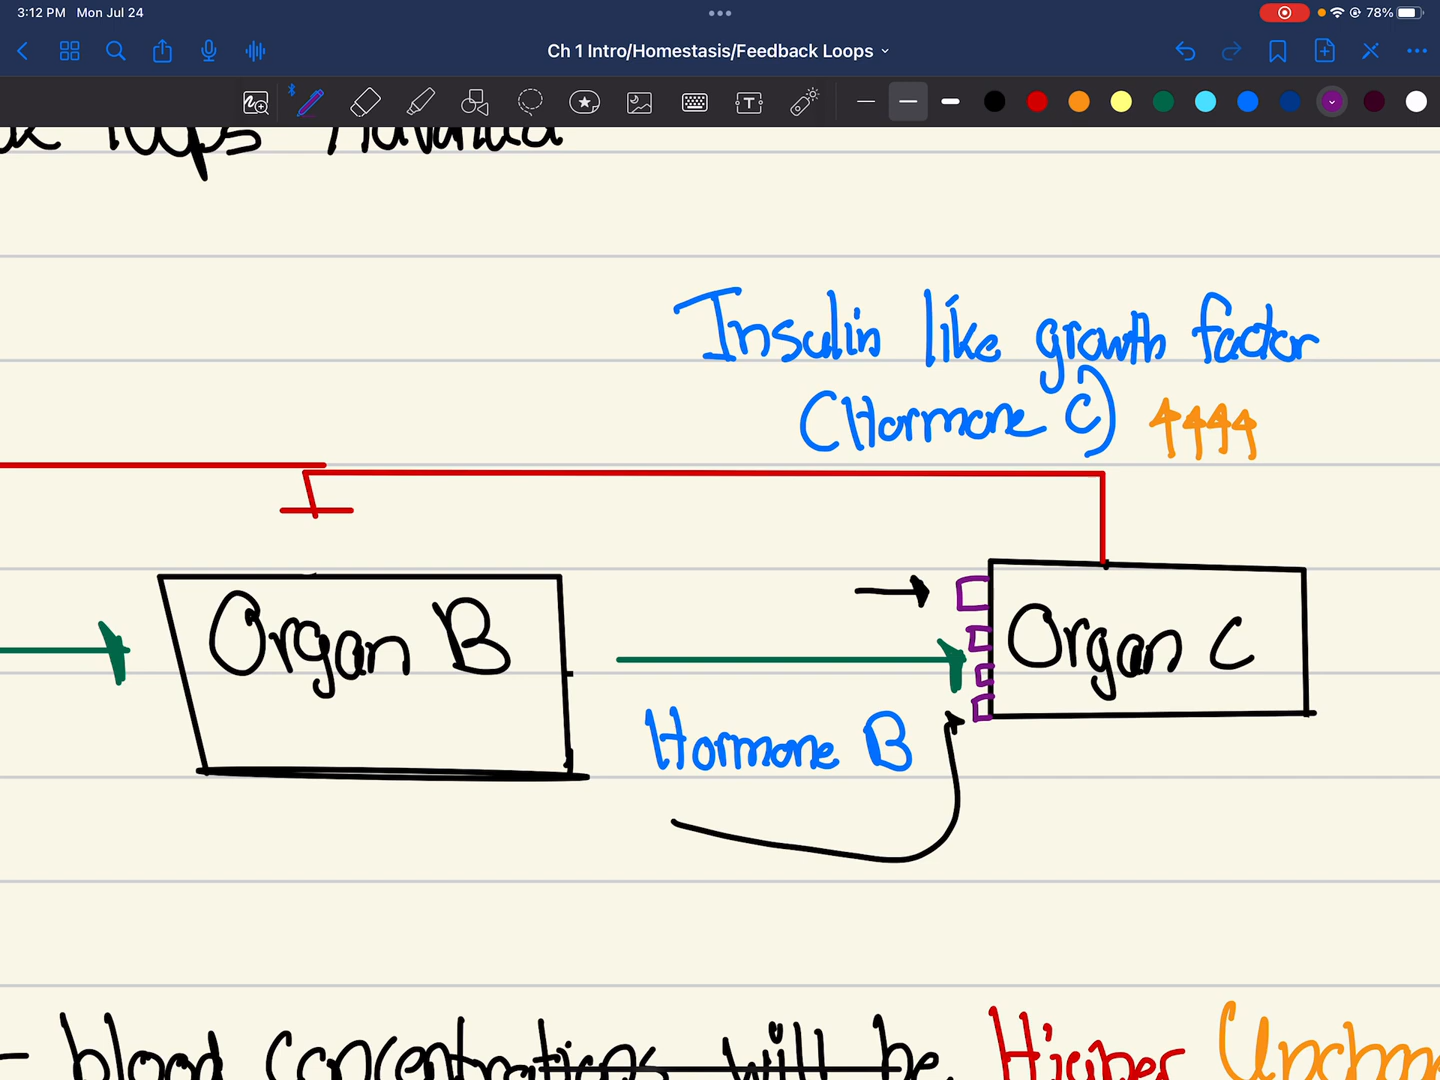 3:12 PM Mon Jul 24
78%
Ch 1 Intro/Homestasis/Feedback Loops
T
loops
Insulin like growth factor
(Hormone C)
Organ B
Organ C
Hormone B
- blood concentrations will be Higher